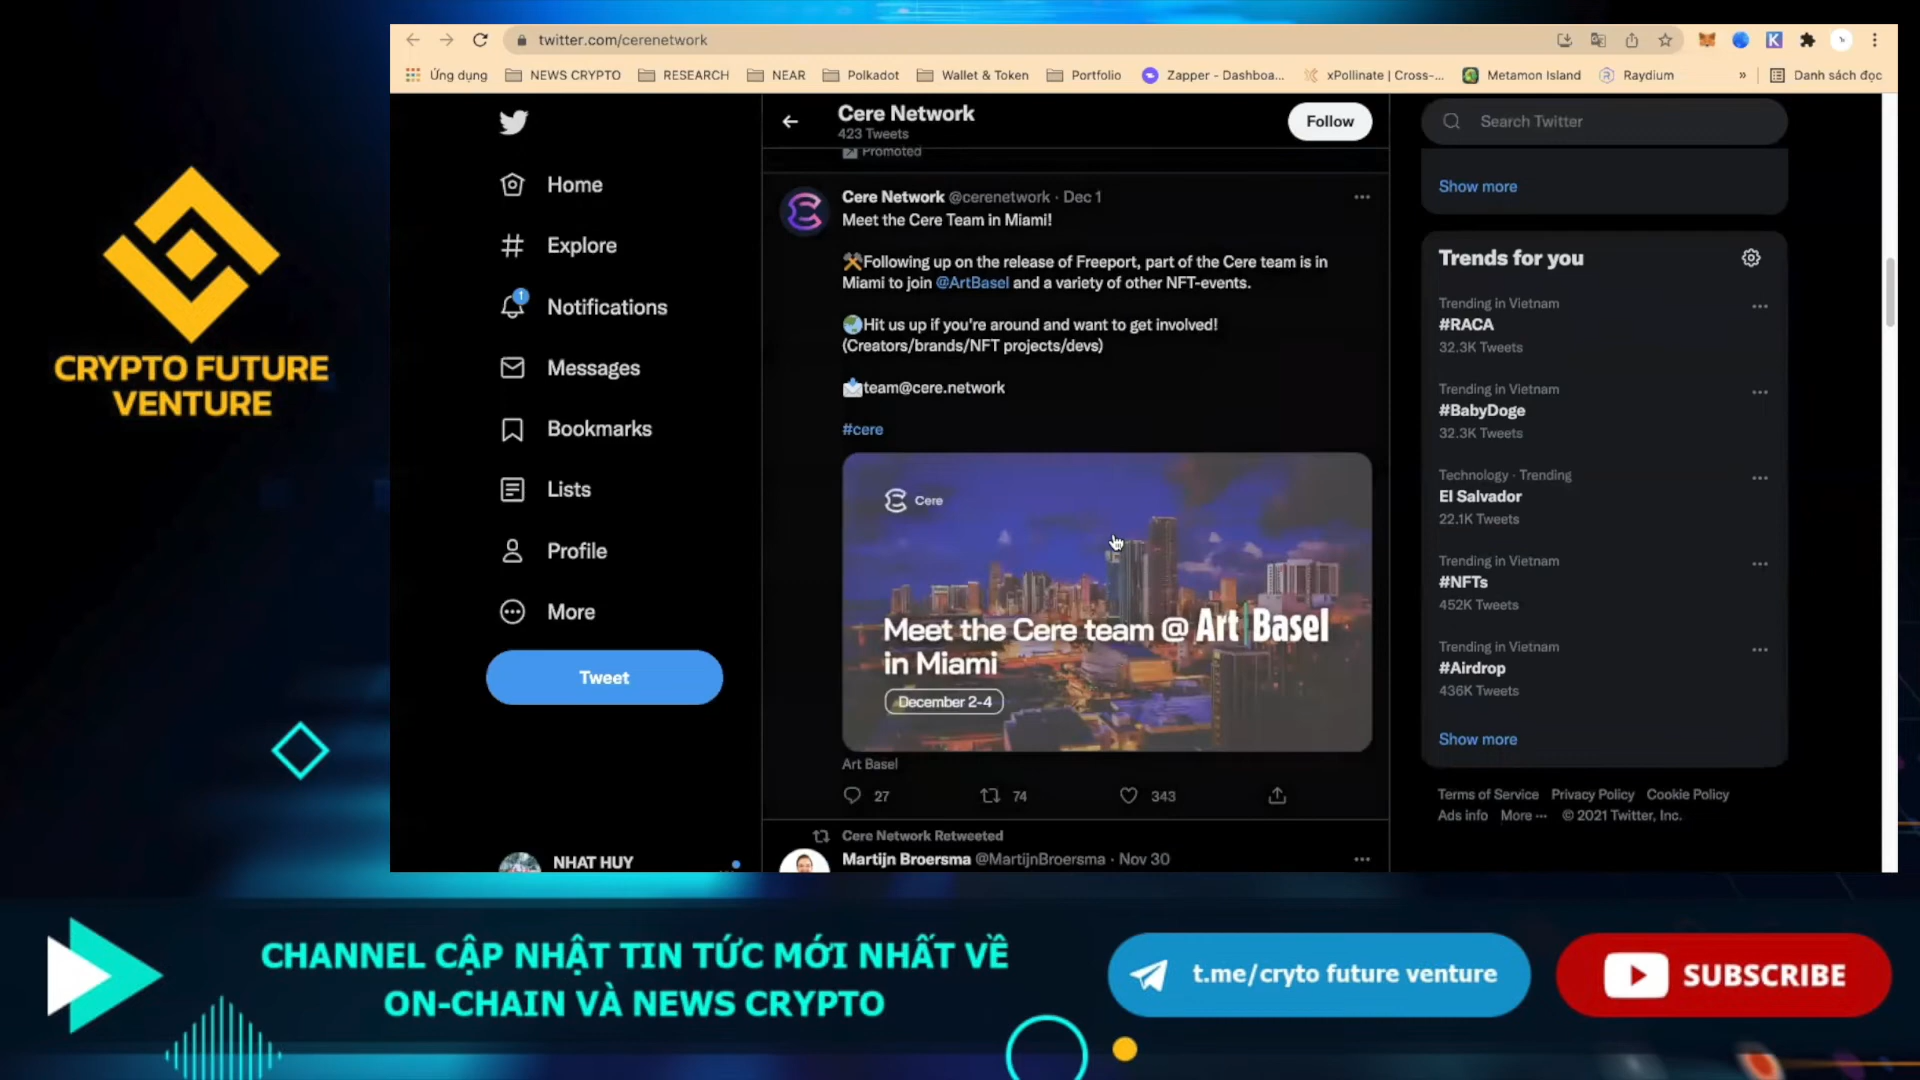 twitter.com/cerenetwork
Ứng dụng
NEWS CRYPTO
RESEARCH
NEAR
Polkadot
Wallet & Token
Portfolio
Zapper - Dashboa...
xPollinate | Cross-...
Metamon Island
Raydium
»
Danh sách đọc
CRYPTO FUTURE
VENTURE
Home
Explore
1
Notifications
Messages
Bookmarks
Lists
Profile
More
Tweet
NHAT HUY
Cere Network
423 Tweets
Follow
Promoted
Cere Network @cerenetwork · Dec 1
Meet the Cere Team in Miami!
Following up on the release of Freeport, part of the Cere team is in
Miami to join @ArtBasel and a variety of other NFT-events.
Hit us up if you're around and want to get involved!
(Creators/brands/NFT projects/devs)
team@cere.network
#cere
Cere
Meet the Cere team @ Art Basel
in Miami
December 2-4
Art Basel
27
74
343
Cere Network Retweeted
Martijn Broersma @MartijnBroersma · Nov 30
Search Twitter
Show more
Trends for you
Trending in Vietnam
#RACA
32.3K Tweets
Trending in Vietnam
#BabyDoge
32.3K Tweets
Technology · Trending
El Salvador
22.1K Tweets
Trending in Vietnam
#NFTs
452K Tweets
Trending in Vietnam
#Airdrop
436K Tweets
Show more
Terms of Service Privacy Policy Cookie Policy
Ads info More ··· © 2021 Twitter, Inc.
CHANNEL CẬP NHẬT TIN TỨC MỚI NHẤT VỀ
ON-CHAIN VÀ NEWS CRYPTO
t.me/cryto future venture
SUBSCRIBE